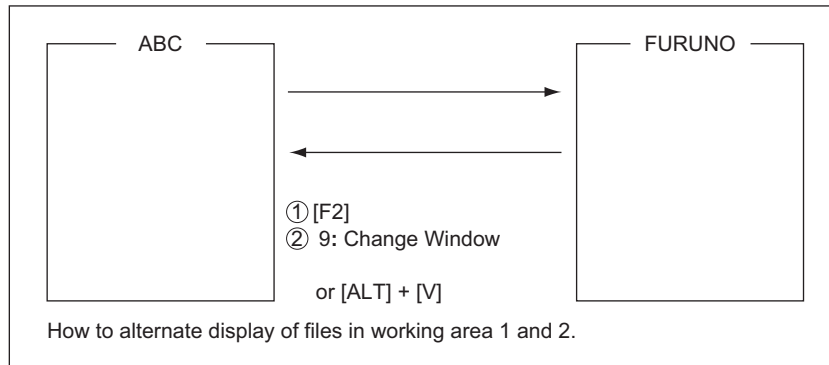 ABC
FURUNO
① [F2]
② 9: Change Window
or [ALT] + [V]
How to alternate display of files in working area 1 and 2.